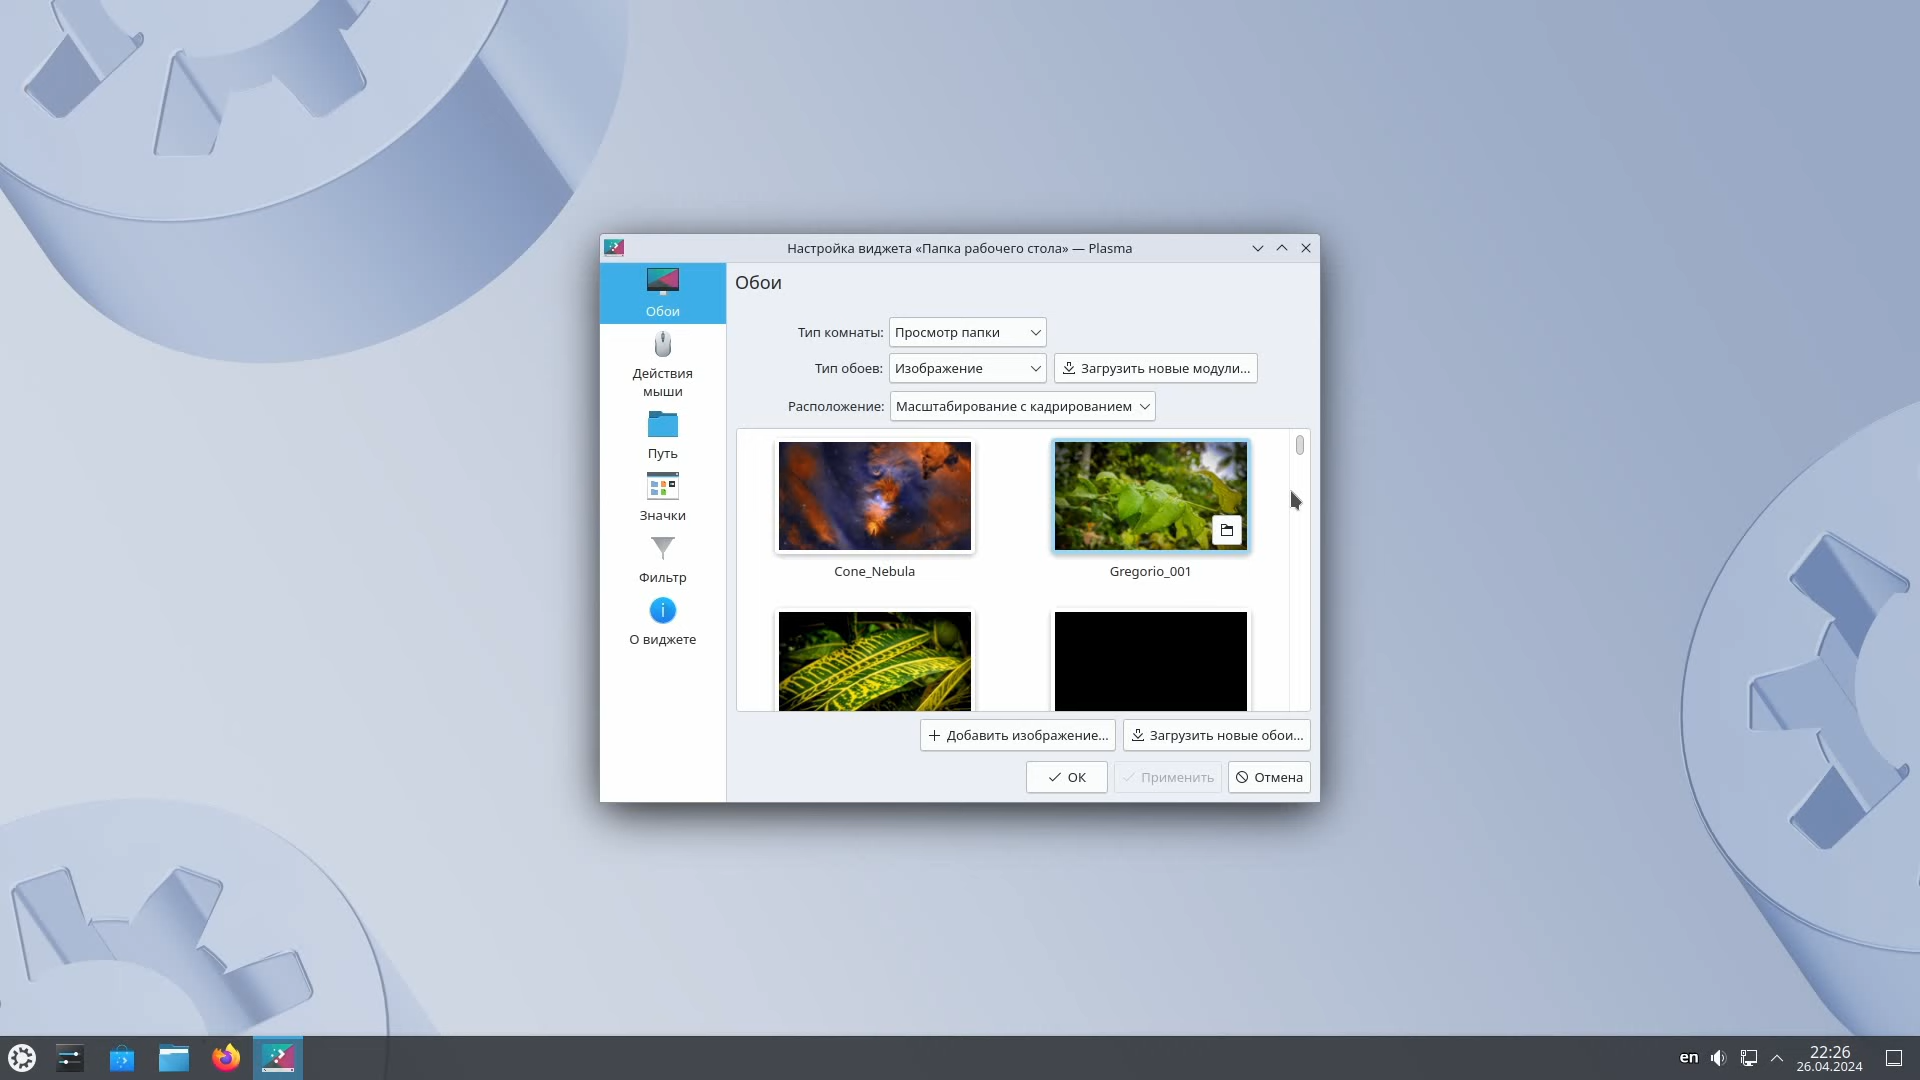 Настройка виджета «Папка рабочего стола» — Plasma
Обои
Действия
мыши
Путь
Значки
Фильтр
О виджете
Обои
Тип комнаты: Просмотр папки
Тип обоев: Изображение Загрузить новые модули...
Расположение: Масштабирование с кадрированием
Cone_Nebula Gregorio_001
Добавить изображение... Загрузить новые обои...
ОК Применить Отмена
en 22:26
26.04.2024